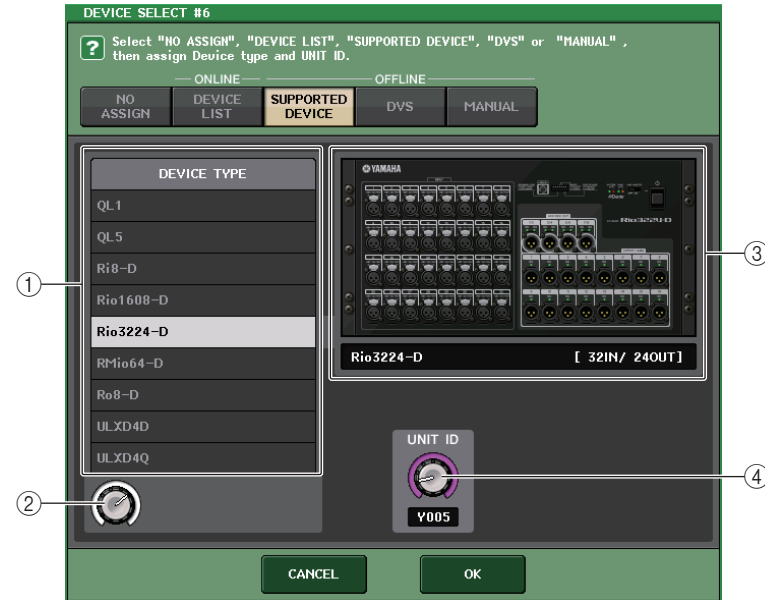 DEVICE SELECT #6
? Select "NO ASSIGN", "DEVICE LIST", "SUPPORTED DEVICE", "DVS" or "MANUAL" ,
then assign Device type and UNIT ID.
ONLINE
OFFLINE
NO ASSIGN
DEVICE LIST
SUPPORTED DEVICE
DVS
MANUAL
DEVICE TYPE
QL1
QL5
Ri8-D
Rio1608-D
Rio3224-D
RMio64-D
Ro8-D
ULXD4D
ULXD4Q
1
2
YAMAHA
Rio3224-D
Rio3224-D [ 32IN/ 24OUT]
3
UNIT ID
Y005
4
CANCEL
OK